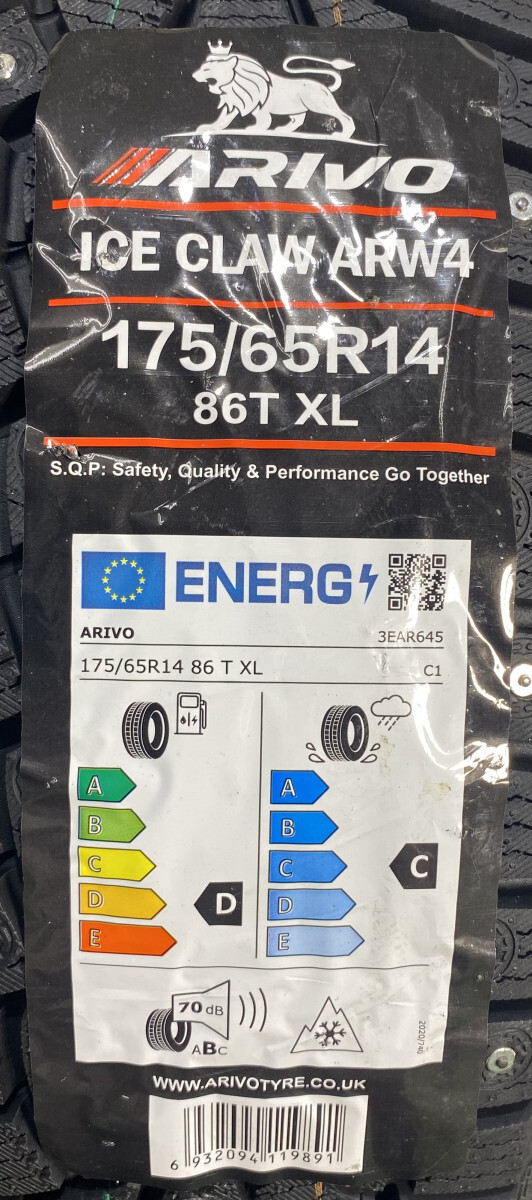 ARIVO
ICE CLAW ARW4
175/65R14
86T XL
S.Q.P: Safety, Quality & Performance Go Together
ENERG
ARIVO 3EAR645
175/65R14 86 T XL C1
A A
B B
C C C
D D D
E E
70 dB
ABC
2020/740
WWW.ARIVOTYRE.CO.UK
6 932094 119891